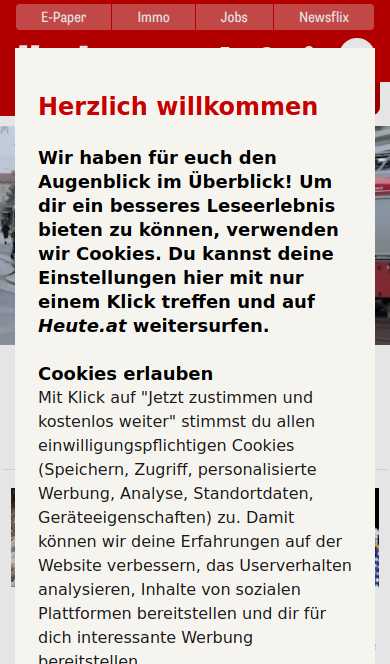 E-Paper Immo Jobs Newsflix
Herzlich willkommen
Wir haben für euch den
Augenblick im Überblick! Um
dir ein besseres Leseerlebnis
bieten zu können, verwenden
wir Cookies. Du kannst deine
Einstellungen hier mit nur
einem Klick treffen und auf
Heute.at weitersurfen.
Cookies erlauben
Mit Klick auf "Jetzt zustimmen und
kostenlos weiter" stimmst du allen
einwilligungspflichtigen Cookies
(Speichern, Zugriff, personalisierte
Werbung, Analyse, Standortdaten,
Geräteeigenschaften) zu. Damit
können wir deine Erfahrungen auf der
Website verbessern, das Userverhalten
analysieren, Inhalte von sozialen
Plattformen bereitstellen und dir für
dich interessante Werbung
bereitstellen